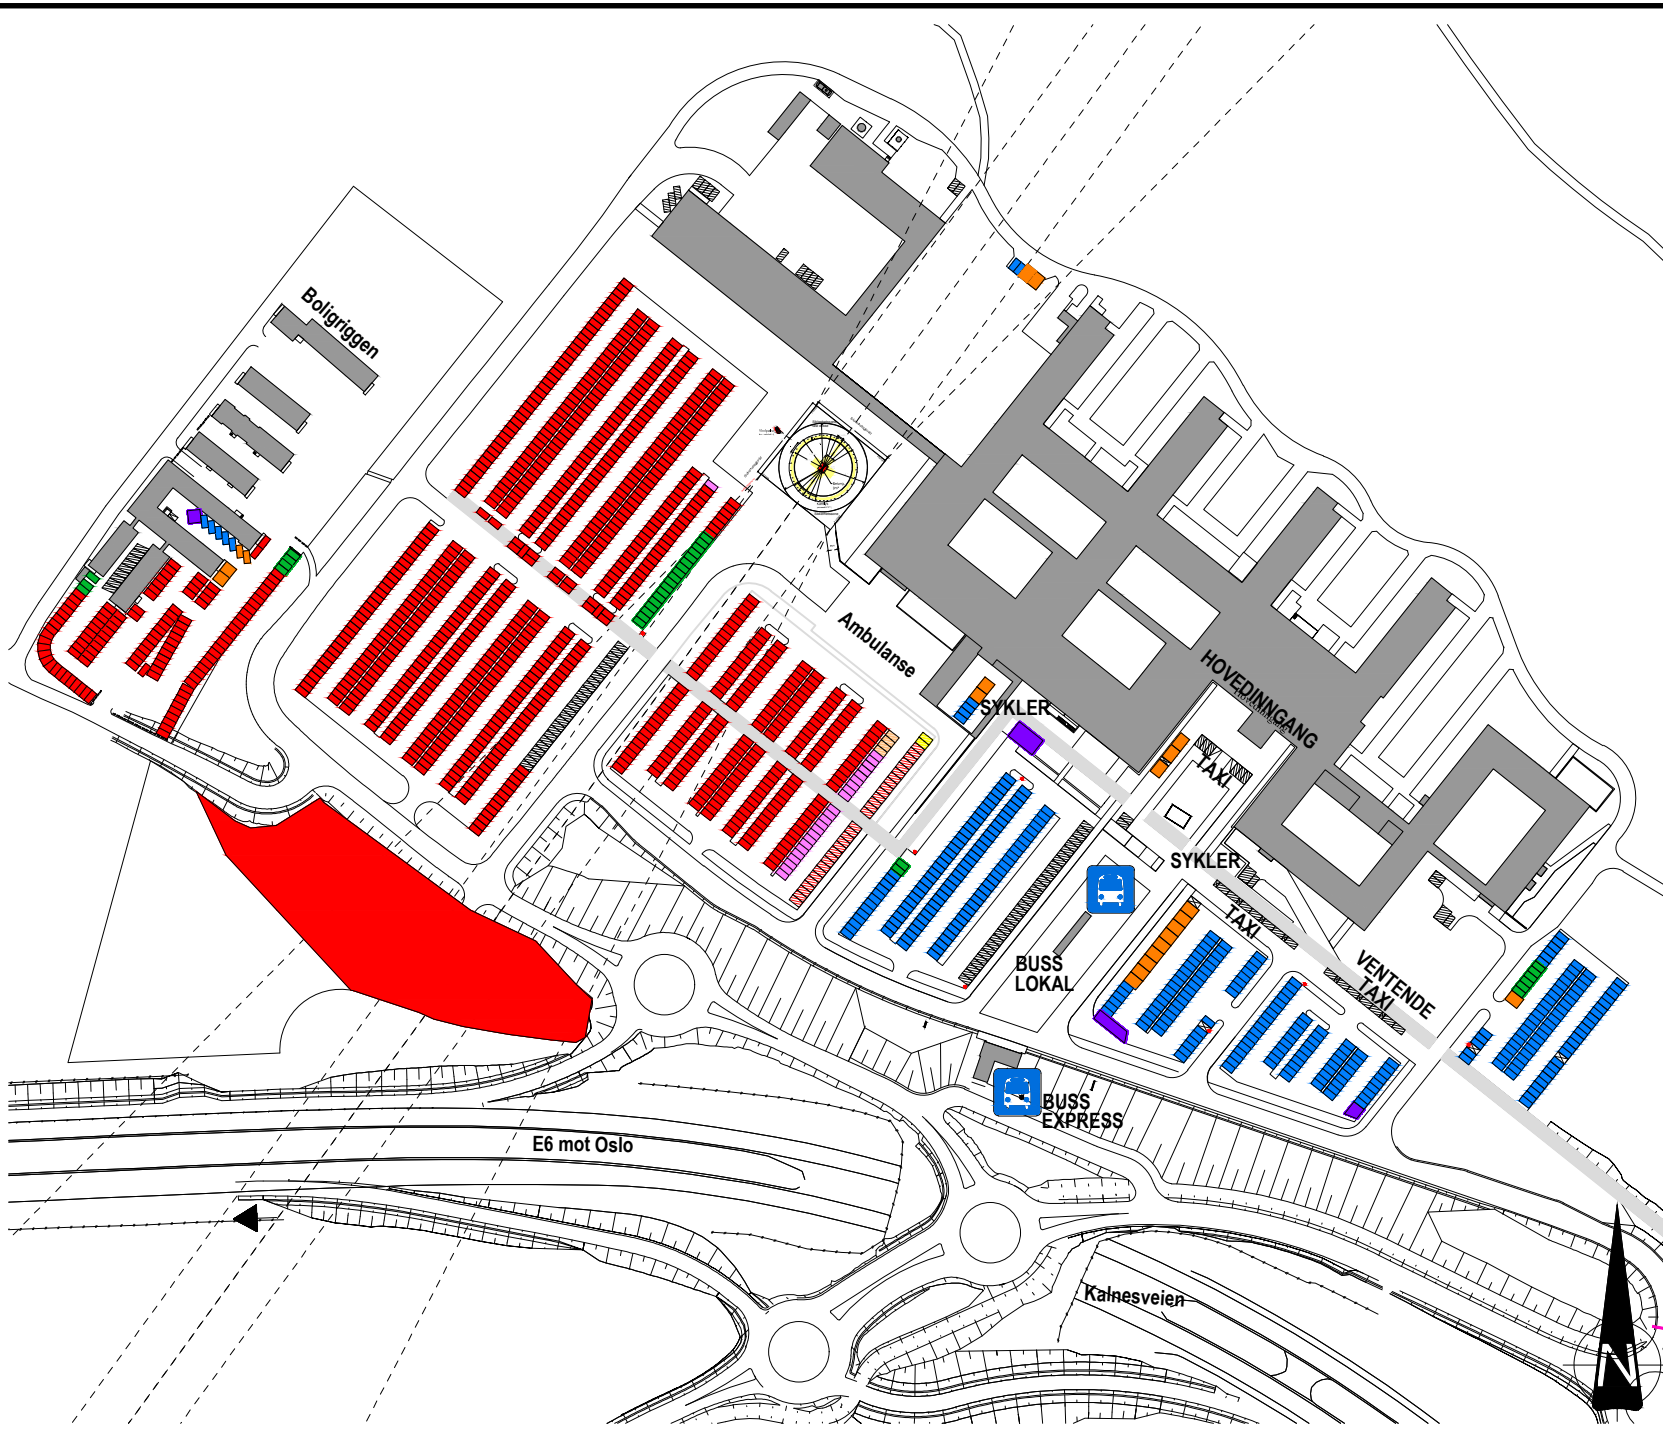 Boligriggen
Ambulanse
SYKLER
HOVEDINNGANG
TAXI
SYKLER
TAXI
BUSS
LOKAL
VENTENDE
TAXI
BUSS
EXPRESS
E6 mot Oslo
Kalnesveien
N